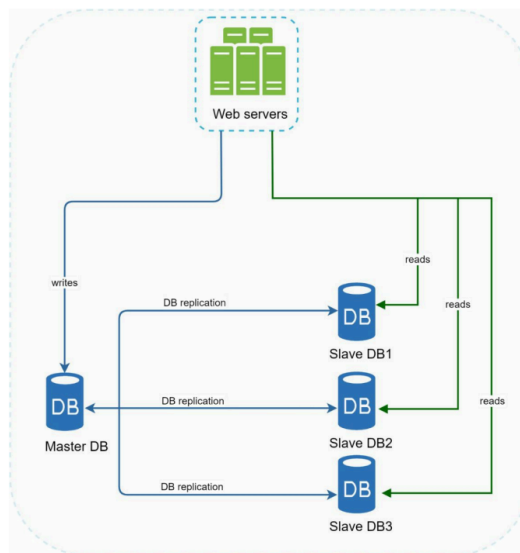 Web servers
writes
reads
reads
reads
DB replication
DB
Slave DB1
DB replication
DB
Master DB
DB
Slave DB2
DB replication
DB
Slave DB3